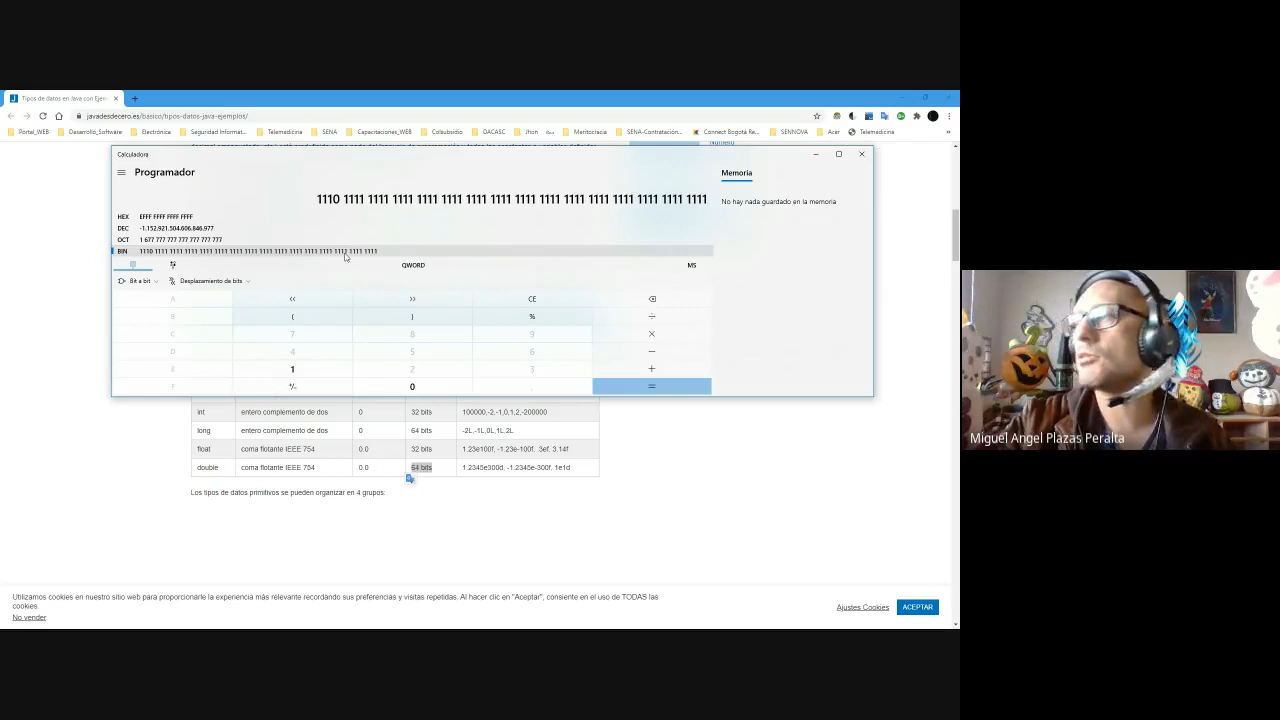 Tipos de datos en Java con Ejem
javadesdecero.es/basico/tipos-datos-java-ejemplos/
Portal_WEB
Desarrollo_Software
Electrónica
Seguridad Informát...
Telemedicina
SENA
Capacitaciones_WEB
Colsubsidio
DACASC
Jhon
Meritocracia
SENA-Contratación...
Connect Bogotá Re...
SENNOVA
Acer
Telemedicina
»
Número
Calculadora
Programador
Memoria
1110 1111 1111 1111 1111 1111 1111 1111 1111 1111 1111 1111 1111 1111 1111 1111
No hay nada guardado en la memoria
HEX EFFF FFFF FFFF FFFF
DEC -1.152.921.504.606.846.977
OCT 1 677 777 777 777 777 777 777
BIN 1110 1111 1111 1111 1111 1111 1111 1111 1111 1111 1111 1111 1111 1111 1111 1111
QWORD MS
Bit a bit Desplazamiento de bits
A << >> CE
B ( ) % ÷
C 7 8 9 ×
D 4 5 6 −
E 1 2 3 +
F +/- 0 , =
int entero complemento de dos 0 32 bits 100000,-2,-1,0,1,2,-200000
long entero complemento de dos 0 64 bits -2L,-1L,0L,1L,2L
float coma flotante IEEE 754 0.0 32 bits 1.23e100f, -1.23e-100f, .3ef, 3.14f
double coma flotante IEEE 754 0.0 64 bits 1.2345e300d, -1.2345e-300f, 1e1d
Los tipos de datos primitivos se pueden organizar en 4 grupos:
Utilizamos cookies en nuestro sitio web para proporcionarle la experiencia más relevante recordando sus preferencias y visitas repetidas. Al hacer clic en "Aceptar", consiente en el uso de TODAS las
cookies.
No vender
Ajustes Cookies
ACEPTAR
Miguel Angel Plazas Peralta